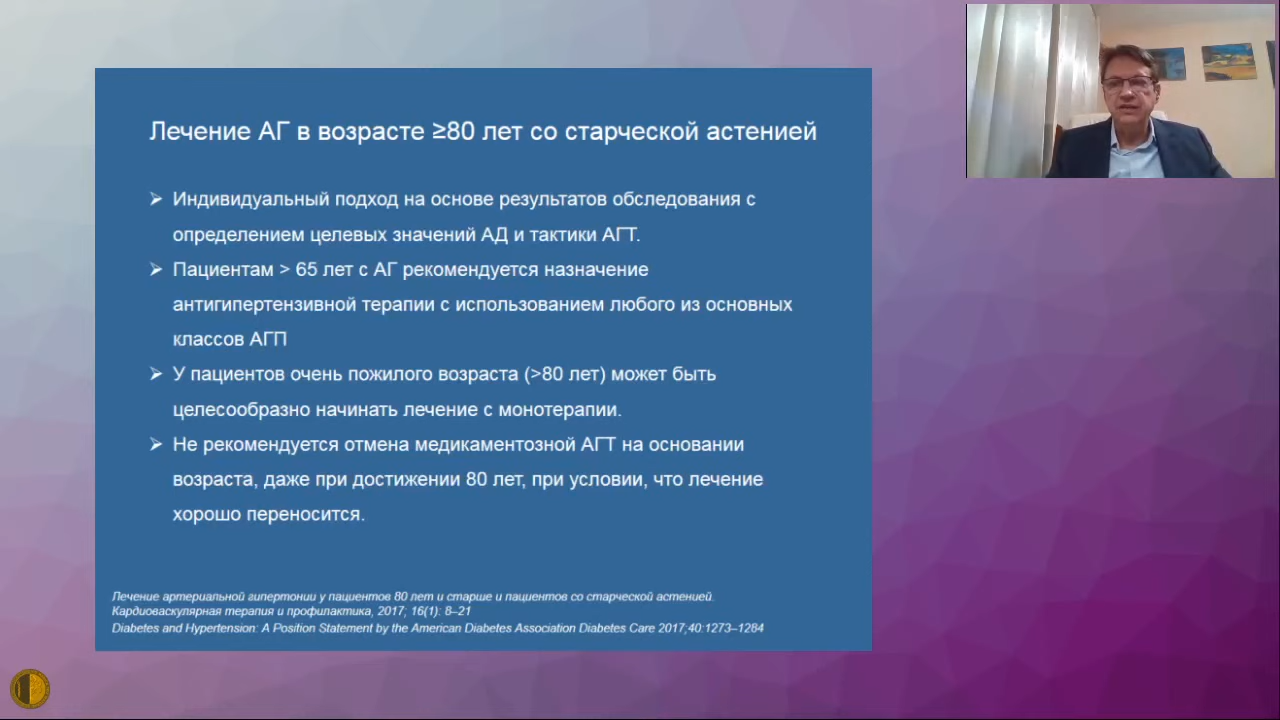 Лечение АГ в возрасте ≥80 лет со старческой астенией
➢ Индивидуальный подход на основе результатов обследования с
определением целевых значений АД и тактики АГТ.
➢ Пациентам > 65 лет с АГ рекомендуется назначение
антигипертензивной терапии с использованием любого из основных
классов АГП
➢ У пациентов очень пожилого возраста (>80 лет) может быть
целесообразно начинать лечение с монотерапии.
➢ Не рекомендуется отмена медикаментозной АГТ на основании
возраста, даже при достижении 80 лет, при условии, что лечение
хорошо переносится.
Лечение артериальной гипертонии у пациентов 80 лет и старше и пациентов со старческой астенией.
Кардиоваскулярная терапия и профилактика, 2017; 16(1): 8–21
Diabetes and Hypertension: A Position Statement by the American Diabetes Association Diabetes Care 2017;40:1273–1284